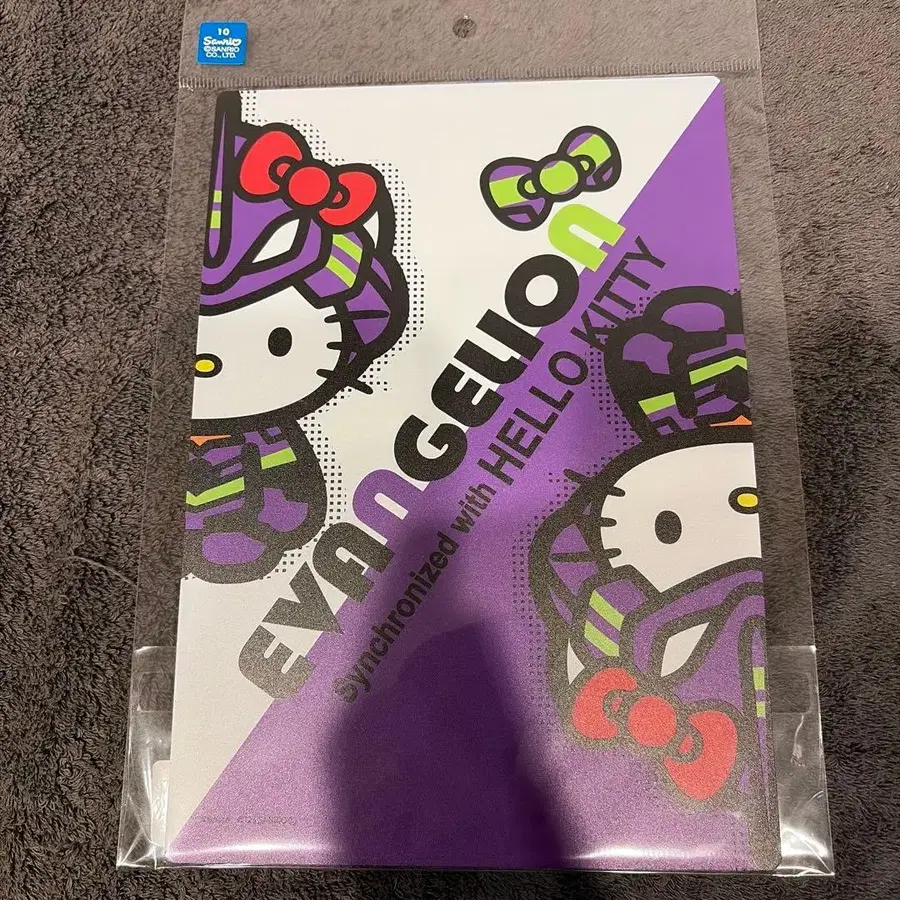 10
Sanrio
©SANRIO
CO., LTD.
EVANGELION
Synchronized with HELLO KITTY